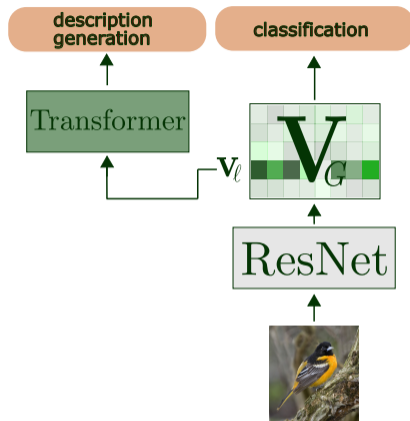 description
generation
classification
Transformer
V_G
v_ℓ
ResNet